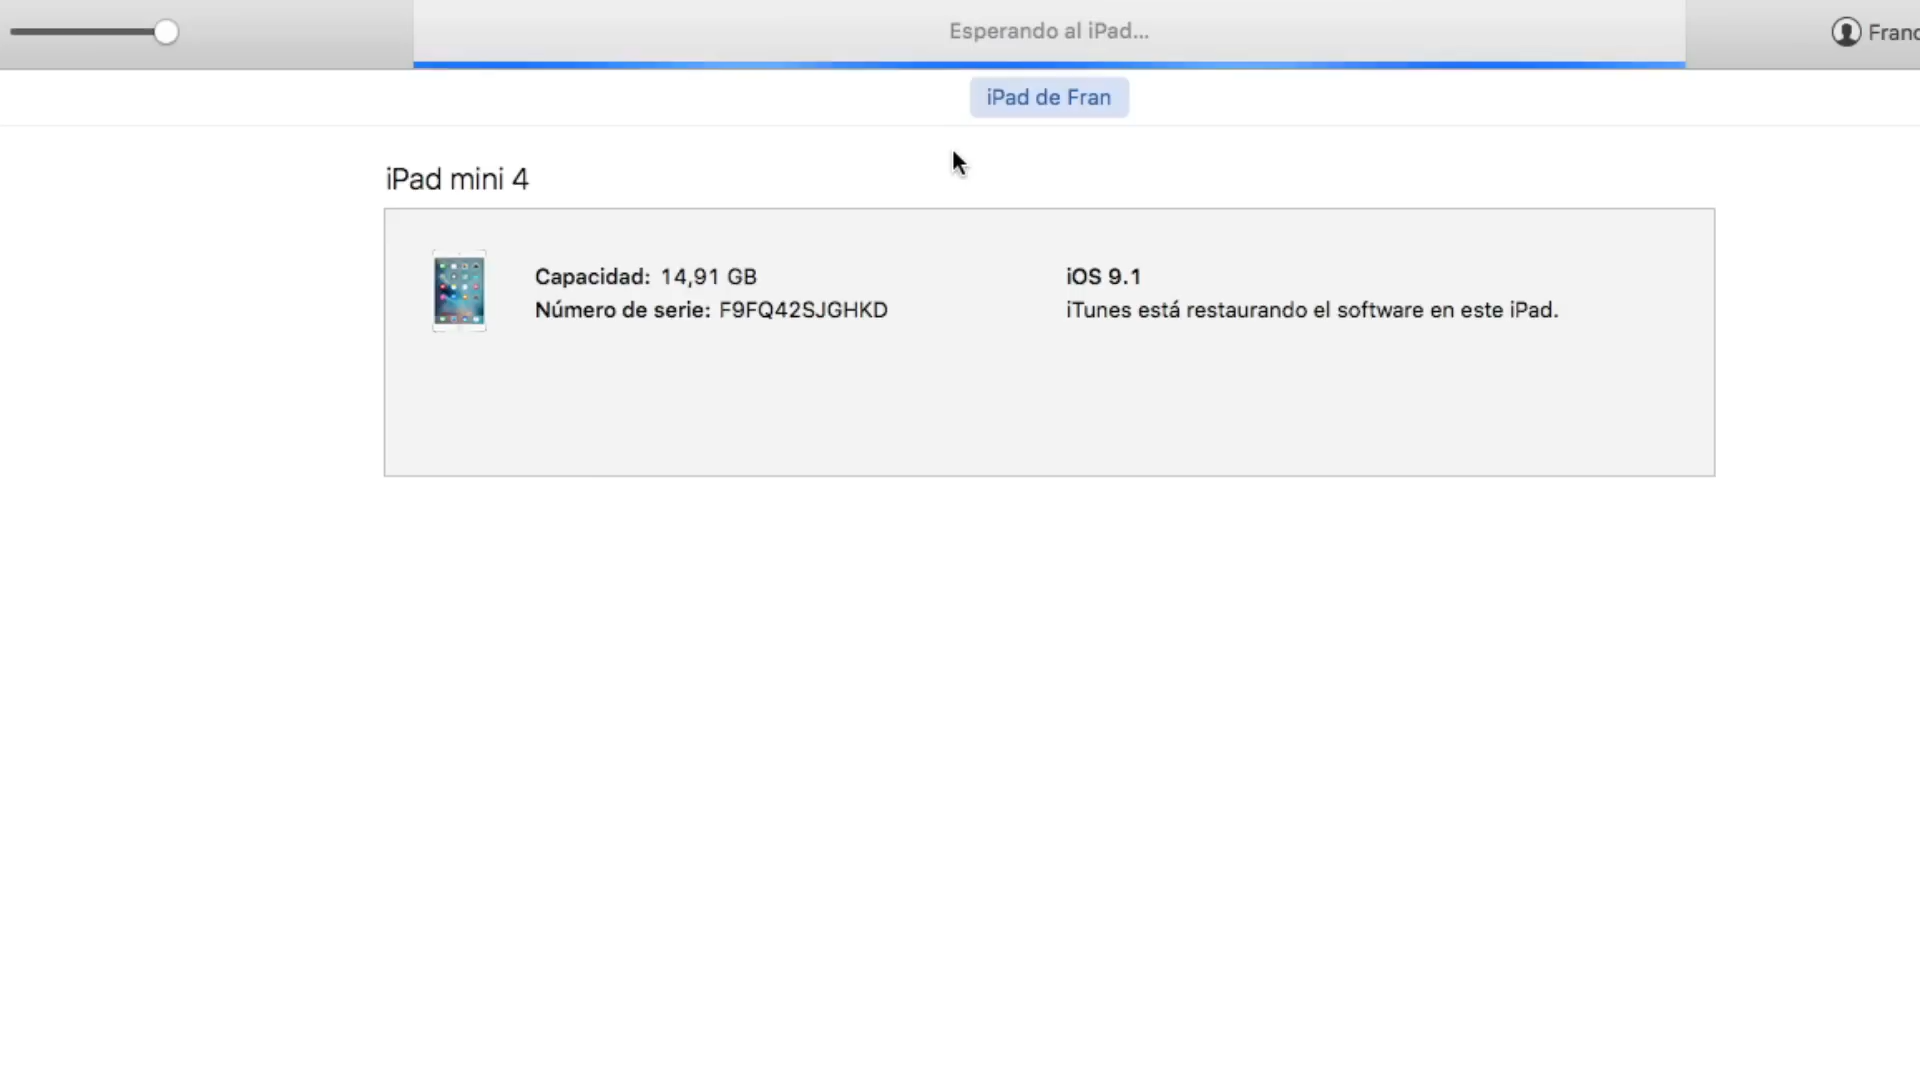 Esperando al iPad...
Franc
iPad de Fran
iPad mini 4
Capacidad: 14,91 GB
Número de serie: F9FQ42SJGHKD
iOS 9.1
iTunes está restaurando el software en este iPad.